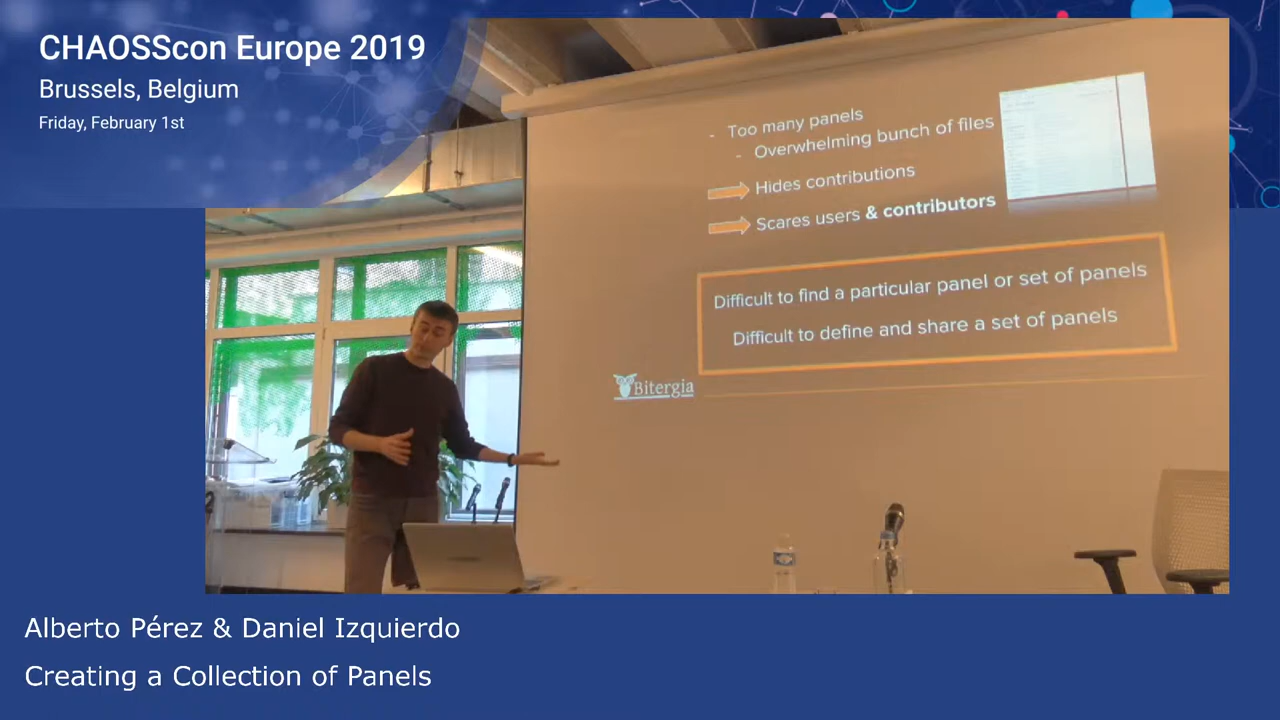 CHAOSScon Europe 2019
Brussels, Belgium
Friday, February 1st
- Too many panels
- Overwhelming bunch of files
Hides contributions
Scares users & contributors
Difficult to find a particular panel or set of panels
Difficult to define and share a set of panels
Bitergia
Alberto Pérez & Daniel Izquierdo
Creating a Collection of Panels